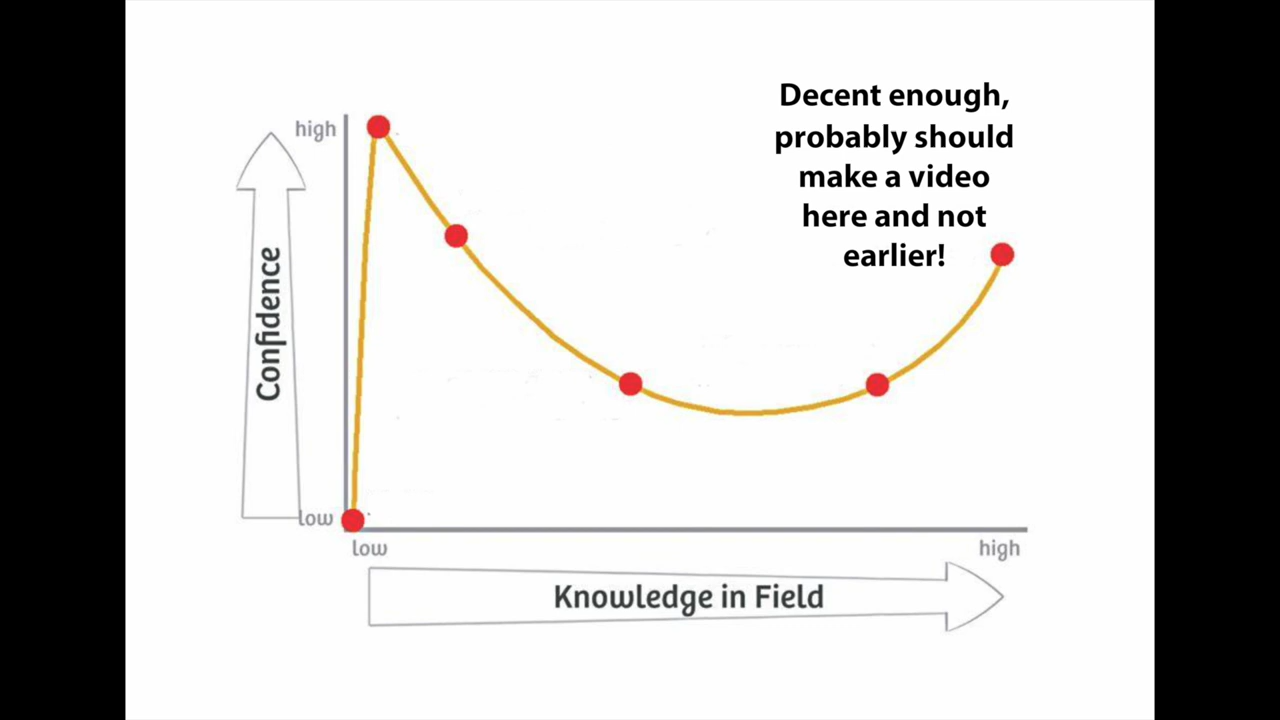 Decent enough,
probably should
make a video
here and not
earlier!
high
Confidence
low
low
high
Knowledge in Field